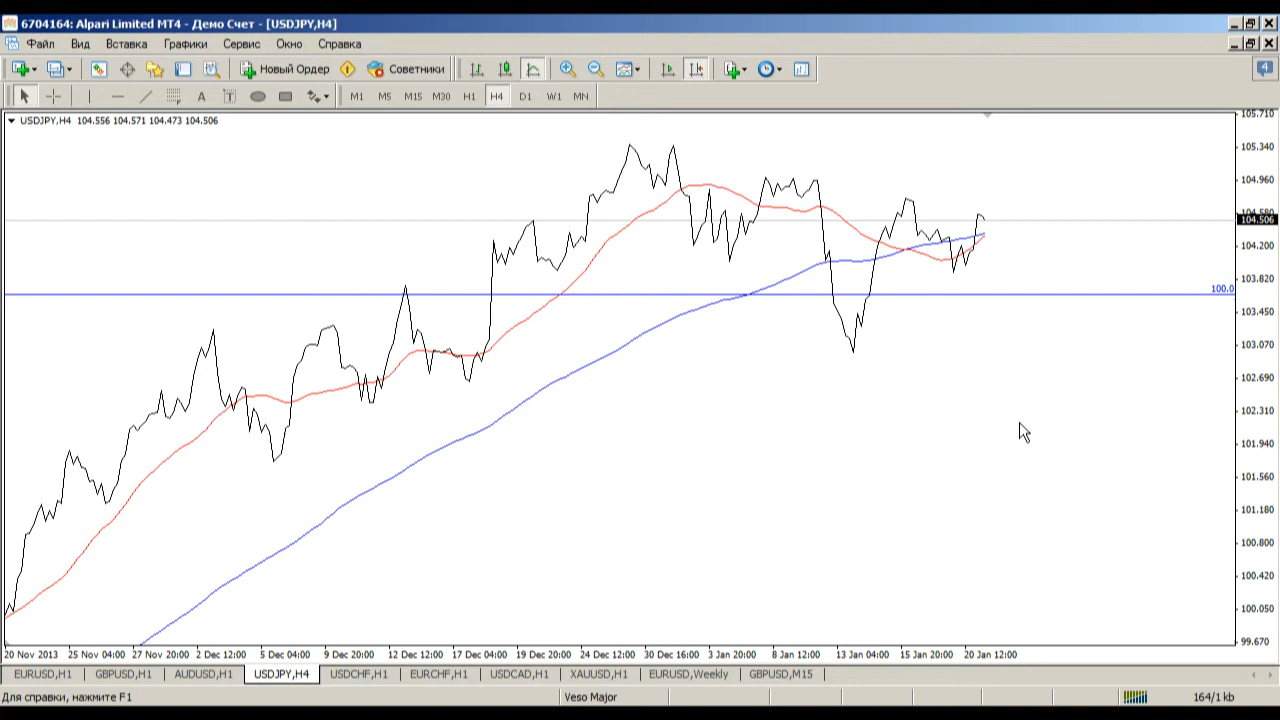 6704164: Alpari Limited MT4 - Демо Счет - [USDJPY,H4]
Файл Вид Вставка Графики Сервис Окно Справка
Новый Ордер Советники 4
A T M1 M5 M15 M30 H1 H4 D1 W1 MN
USDJPY,H4 104.556 104.571 104.473 104.506
105.710
105.340
104.960
104.506
104.200
103.820
100.0
103.450
103.070
102.690
102.310
101.940
101.560
101.180
100.800
100.420
100.050
99.670
20 Nov 2013 25 Nov 04:00 27 Nov 20:00 2 Dec 12:00 5 Dec 04:00 9 Dec 20:00 12 Dec 12:00 17 Dec 04:00 19 Dec 20:00 24 Dec 12:00 30 Dec 16:00 3 Jan 20:00 8 Jan 12:00 13 Jan 04:00 15 Jan 20:00 20 Jan 12:00
EURUSD,H1 GBPUSD,H1 AUDUSD,H1 USDJPY,H4 USDCHF,H1 EURCHF,H1 USDCAD,H1 XAUUSD,H1 EURUSD,Weekly GBPUSD,M15
Для справки, нажмите F1 Veso Major 164/1 kb